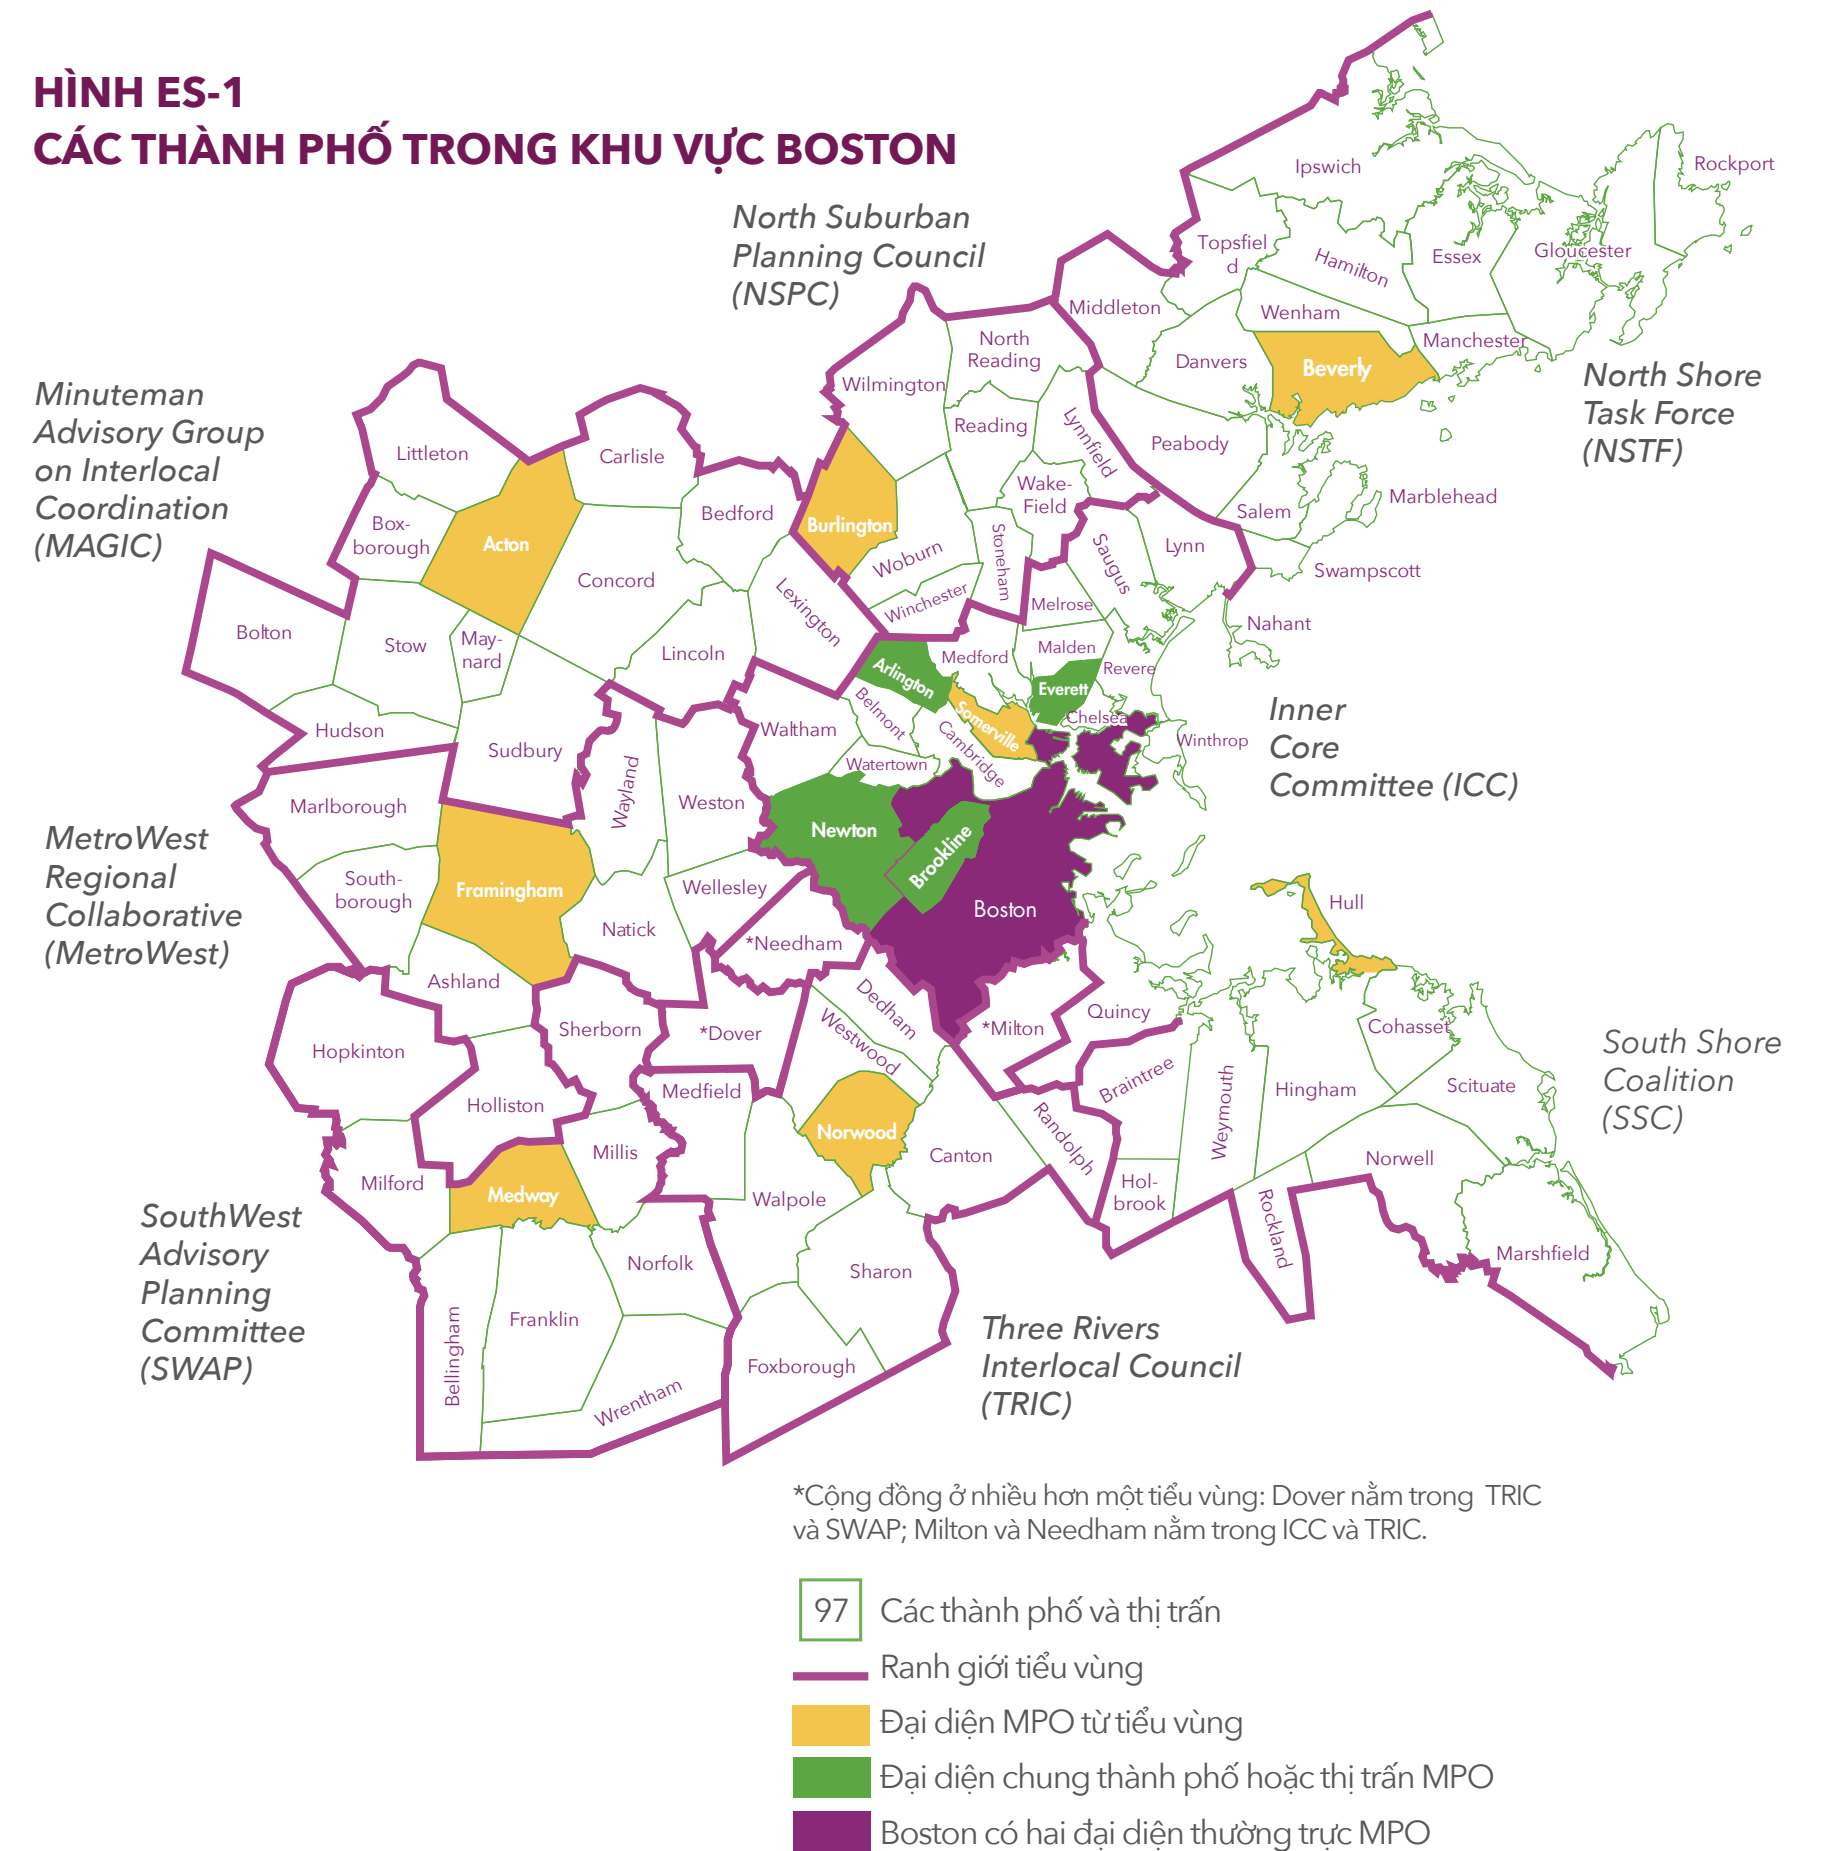 HÌNH ES-1
CÁC THÀNH PHỐ TRONG KHU VỰC BOSTON
North Suburban
Planning Council
(NSPC)
Minuteman
Advisory Group
on Interlocal
Coordination
(MAGIC)
North Shore
Task Force
(NSTF)
Inner
Core
Committee (ICC)
MetroWest
Regional
Collaborative
(MetroWest)
South Shore
Coalition
(SSC)
SouthWest
Advisory
Planning
Committee
(SWAP)
Three Rivers
Interlocal Council
(TRIC)
Ipswich
Rockport
Topsfiel
d
Hamilton
Essex
Gloucester
Middleton
Wenham
Manchester
Danvers
Beverly
North
Reading
Wilmington
Reading
Lynnfield
Peabody
Wake-
Field
Salem
Marblehead
Littleton
Carlisle
Bedford
Box-
borough
Acton
Burlington
Woburn
Stoneham
Saugus
Lynn
Swampscott
Concord
Lexington
Winchester
Melrose
Nahant
Bolton
Stow
May-
nard
Lincoln
Arlington
Medford
Malden
Revere
Everett
Hudson
Sudbury
Waltham
Belmont
Somerville
Chelsea
Cambridge
Winthrop
Watertown
Marlborough
Wayland
Weston
Newton
Brookline
South-
borough
Framingham
Wellesley
Boston
Hull
Natick
*Needham
Ashland
Dedham
Quincy
Sherborn
*Dover
Westwood
*Milton
Cohasset
Hopkinton
Medfield
Braintree
Weymouth
Hingham
Scituate
Holliston
Norwood
Randolph
Millis
Canton
Norwell
Milford
Medway
Walpole
Hol-
brook
Rockland
Norfolk
Sharon
Marshfield
Bellingham
Franklin
Foxborough
Wrentham
*Cộng đồng ở nhiều hơn một tiểu vùng: Dover nằm trong TRIC
và SWAP; Milton và Needham nằm trong ICC và TRIC.
97 Các thành phố và thị trấn
Ranh giới tiểu vùng
Đại diện MPO từ tiểu vùng
Đại diện chung thành phố hoặc thị trấn MPO
Boston có hai đại diện thường trực MPO